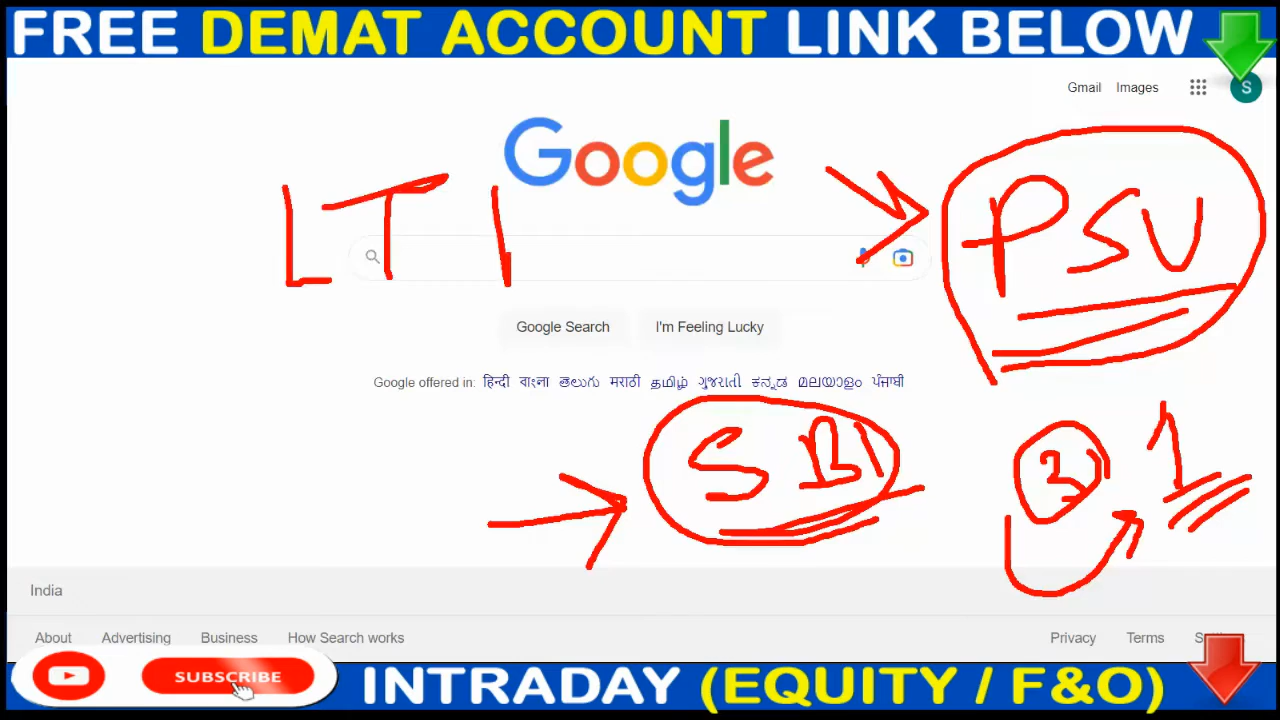 FREE DEMAT ACCOUNT LINK BELOW
Gmail Images S
Google
LTI
PSU
Google Search I'm Feeling Lucky
Google offered in: हिन्दी বাংলা తెలుగు मराठी தமிழ் ગુજરાતી ಕನ್ನಡ മലയാളം ਪੰਜਾਬੀ
SBI
3 1
India
About Advertising Business How Search works Privacy Terms
SUBSCRIBE
INTRADAY (EQUITY / F&O)